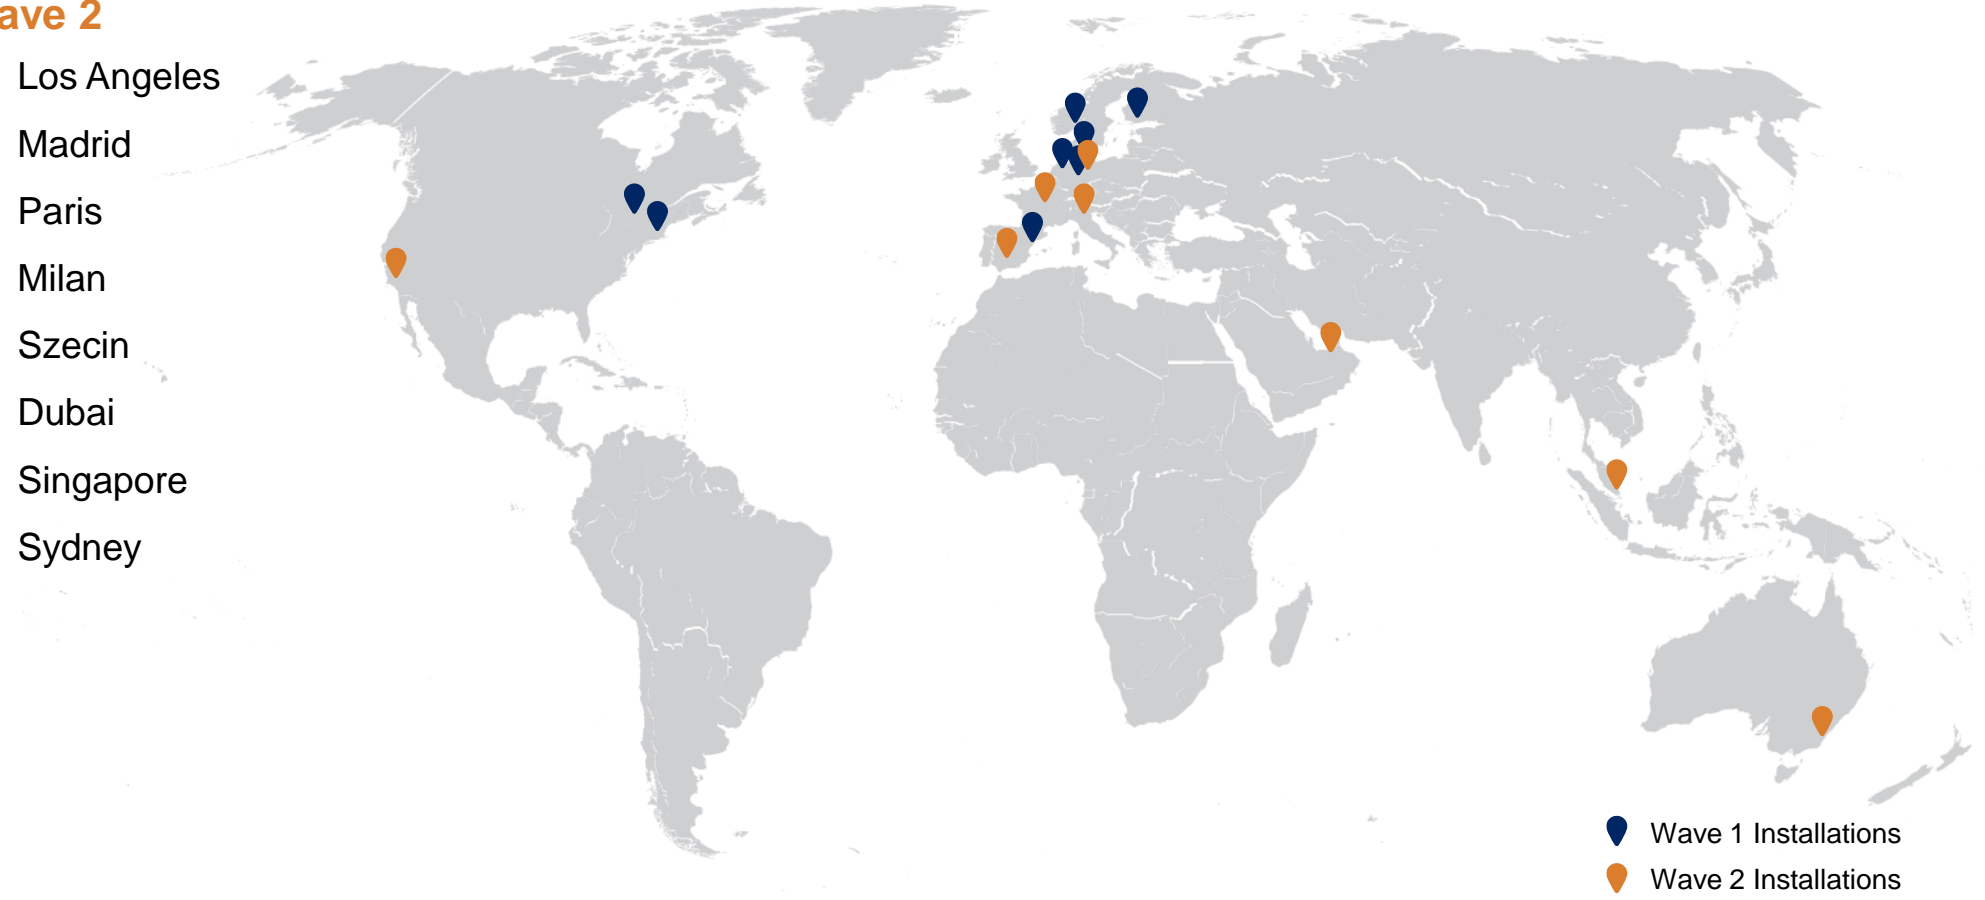 ave 2
Los Angeles
Madrid
Paris
Milan
Szecin
Dubai
Singapore
Sydney
Wave 1 Installations
Wave 2 Installations